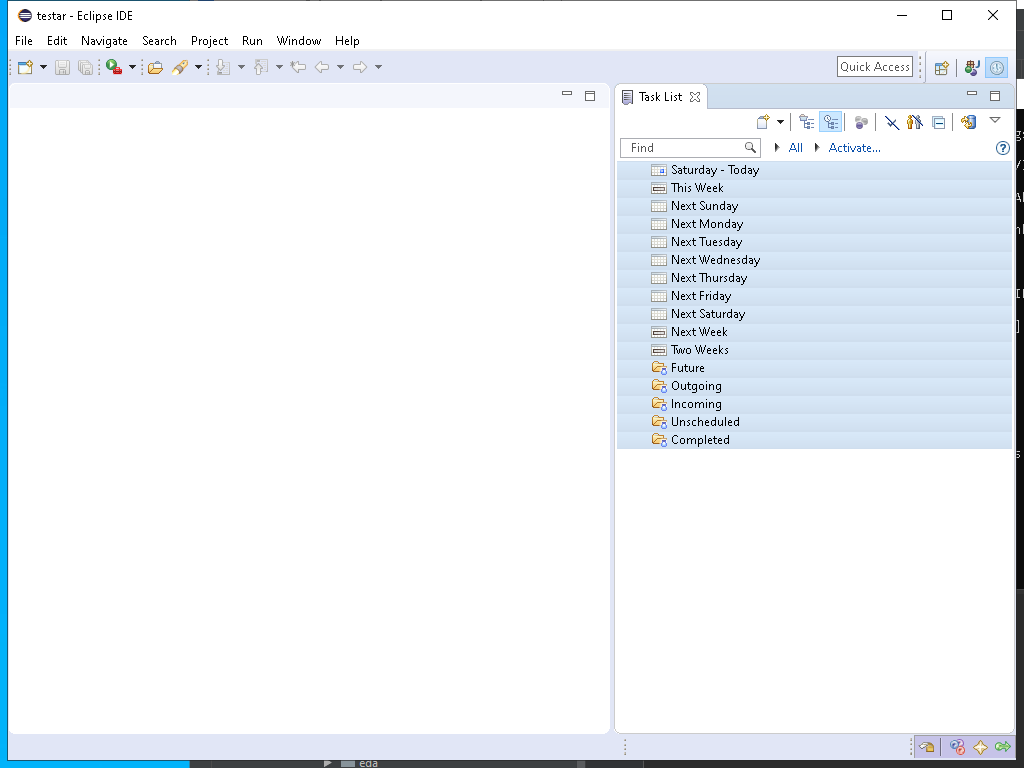 testar - Eclipse IDE
File Edit Navigate Search Project Run Window Help
Quick Access
Task List
Find All Activate...
Saturday - Today
This Week
Next Sunday
Next Monday
Next Tuesday
Next Wednesday
Next Thursday
Next Friday
Next Saturday
Next Week
Two Weeks
Future
Outgoing
Incoming
Unscheduled
Completed
eda